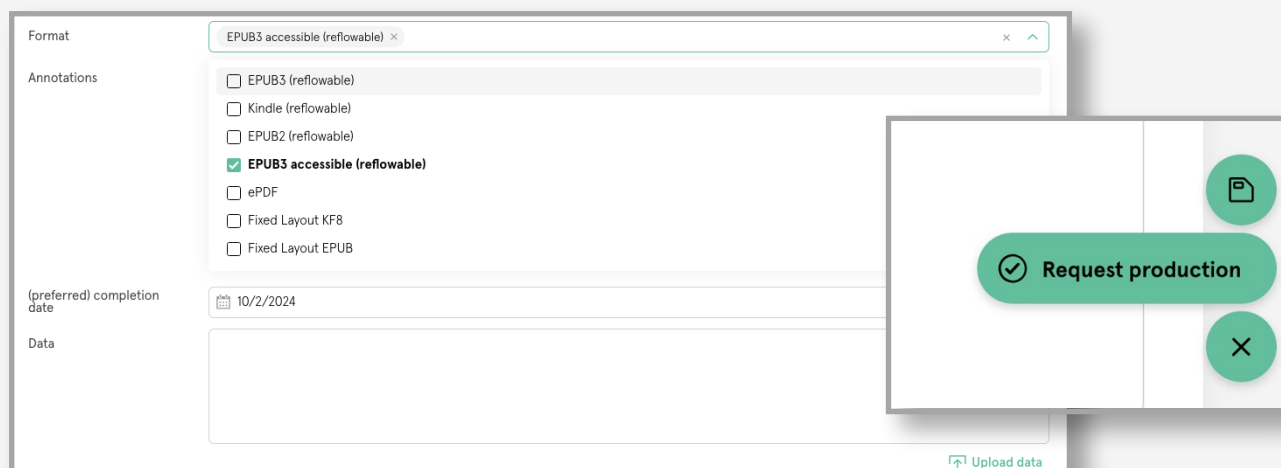 Format
EPUB3 accessible (reflowable) ×
Annotations
EPUB3 (reflowable)
Kindle (reflowable)
EPUB2 (reflowable)
EPUB3 accessible (reflowable)
ePDF
Fixed Layout KF8
Fixed Layout EPUB
Request production
(preferred) completion
date
10/2/2024
Data
Upload data